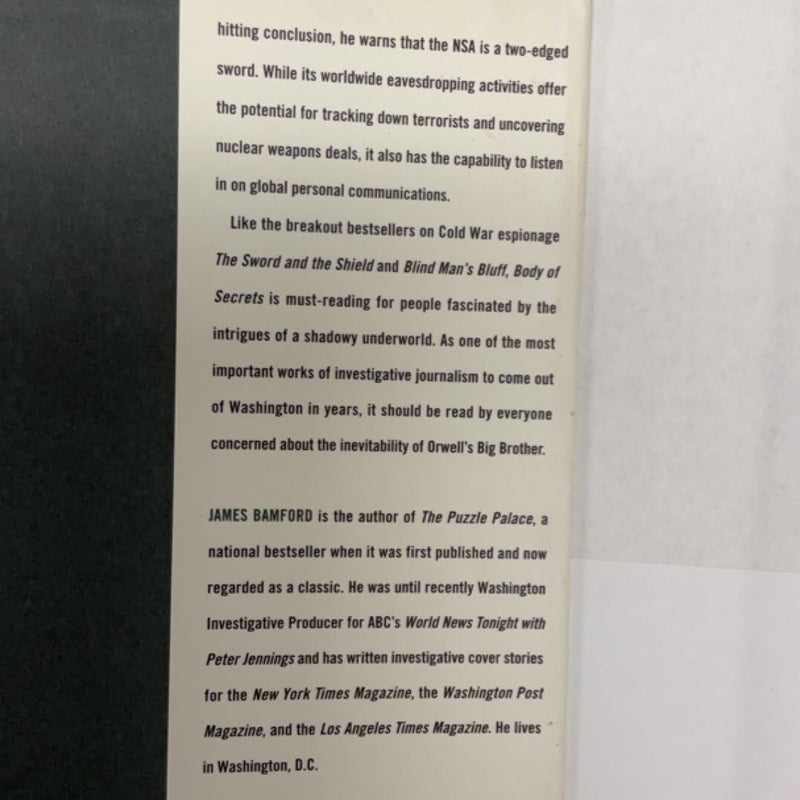 hitting conclusion, he warns that the NSA is a two-edged
sword. While its worldwide eavesdropping activities offer
the potential for tracking down terrorists and uncovering
nuclear weapons deals, it also has the capability to listen
in on global personal communications.
Like the breakout bestsellers on Cold War espionage
The Sword and the Shield and Blind Man's Bluff, Body of
Secrets is must-reading for people fascinated by the
intrigues of a shadowy underworld. As one of the most
important works of investigative journalism to come out
of Washington in years, it should be read by everyone
concerned about the inevitability of Orwell's Big Brother.
JAMES BAMFORD is the author of The Puzzle Palace, a
national bestseller when it was first published and now
regarded as a classic. He was until recently Washington
Investigative Producer for ABC's World News Tonight with
Peter Jennings and has written investigative cover stories
for the New York Times Magazine, the Washington Post
Magazine, and the Los Angeles Times Magazine. He lives
in Washington, D.C.